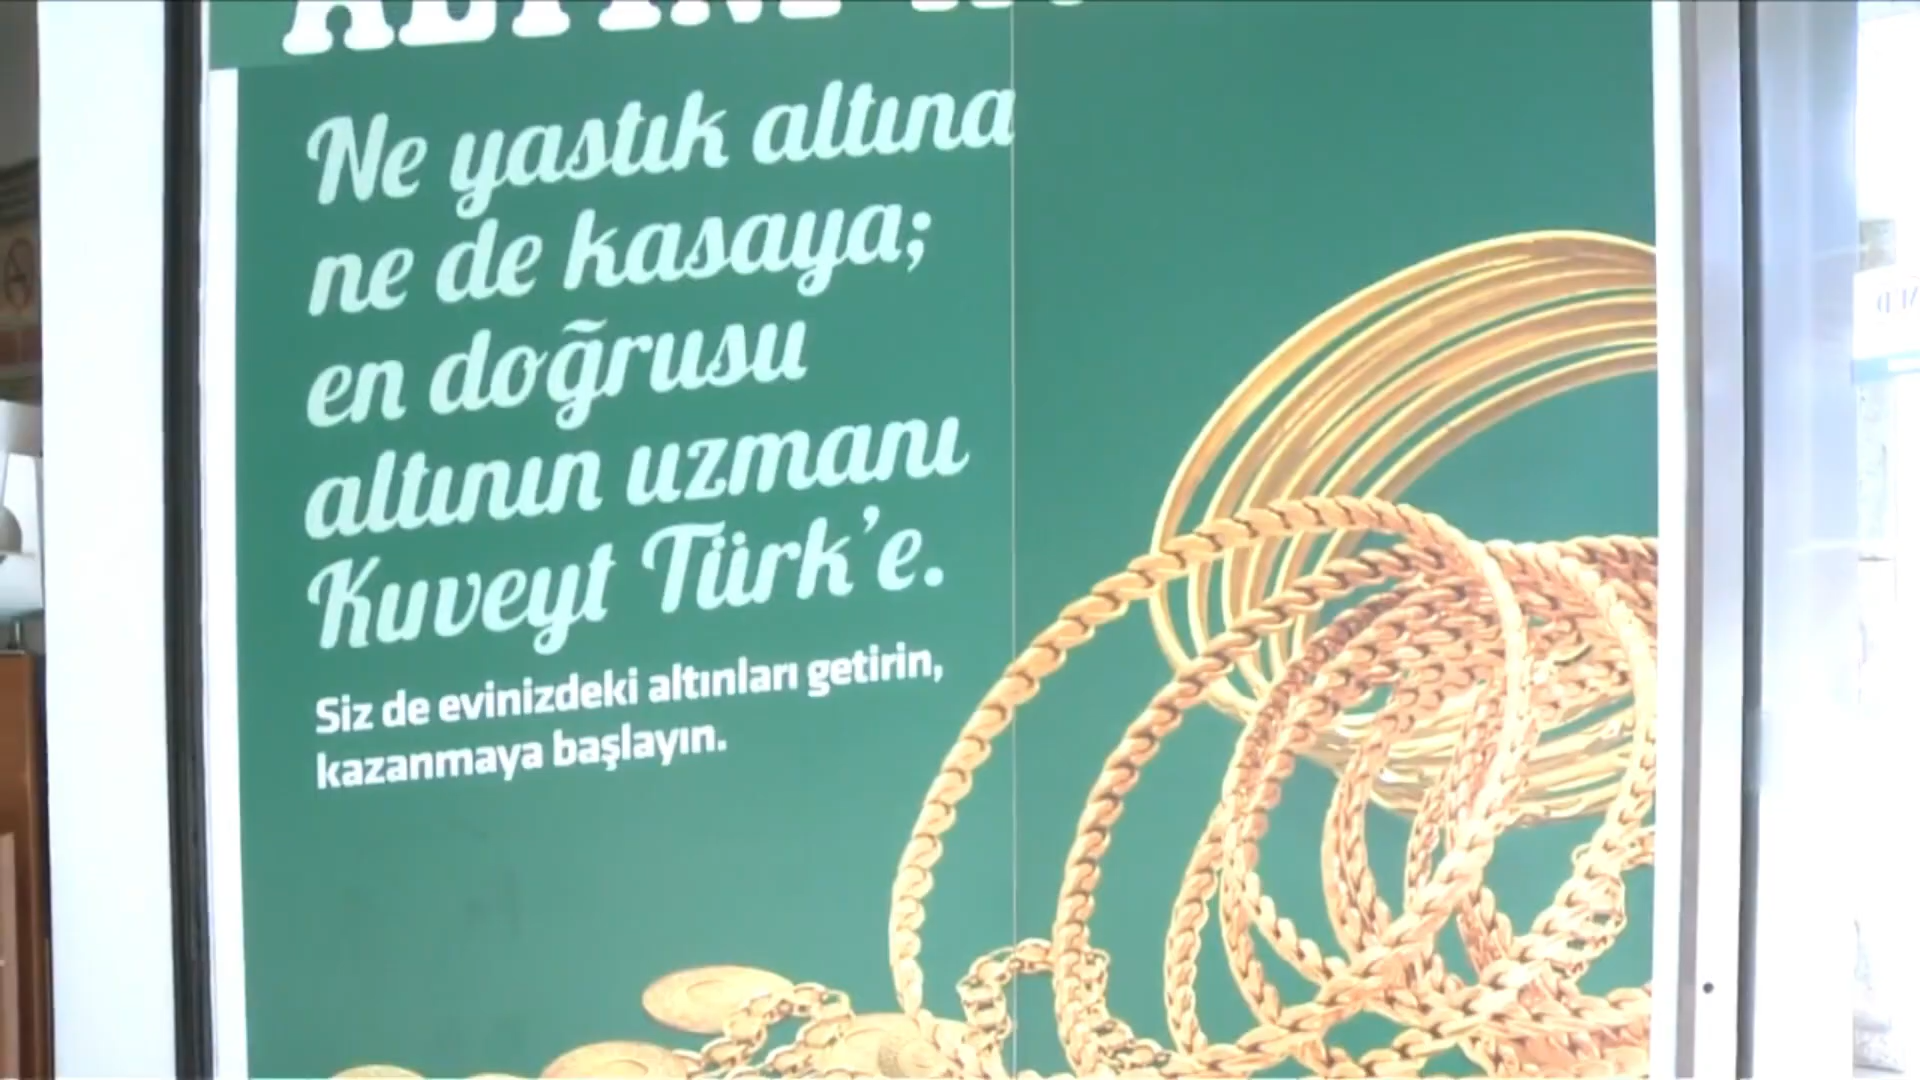 Ne yastık altına
ne de kasaya;
en doğrusu
altının uzmanı
Kuveyt Türk'e.
Siz de evinizdeki altınları getirin,
kazanmaya başlayın.